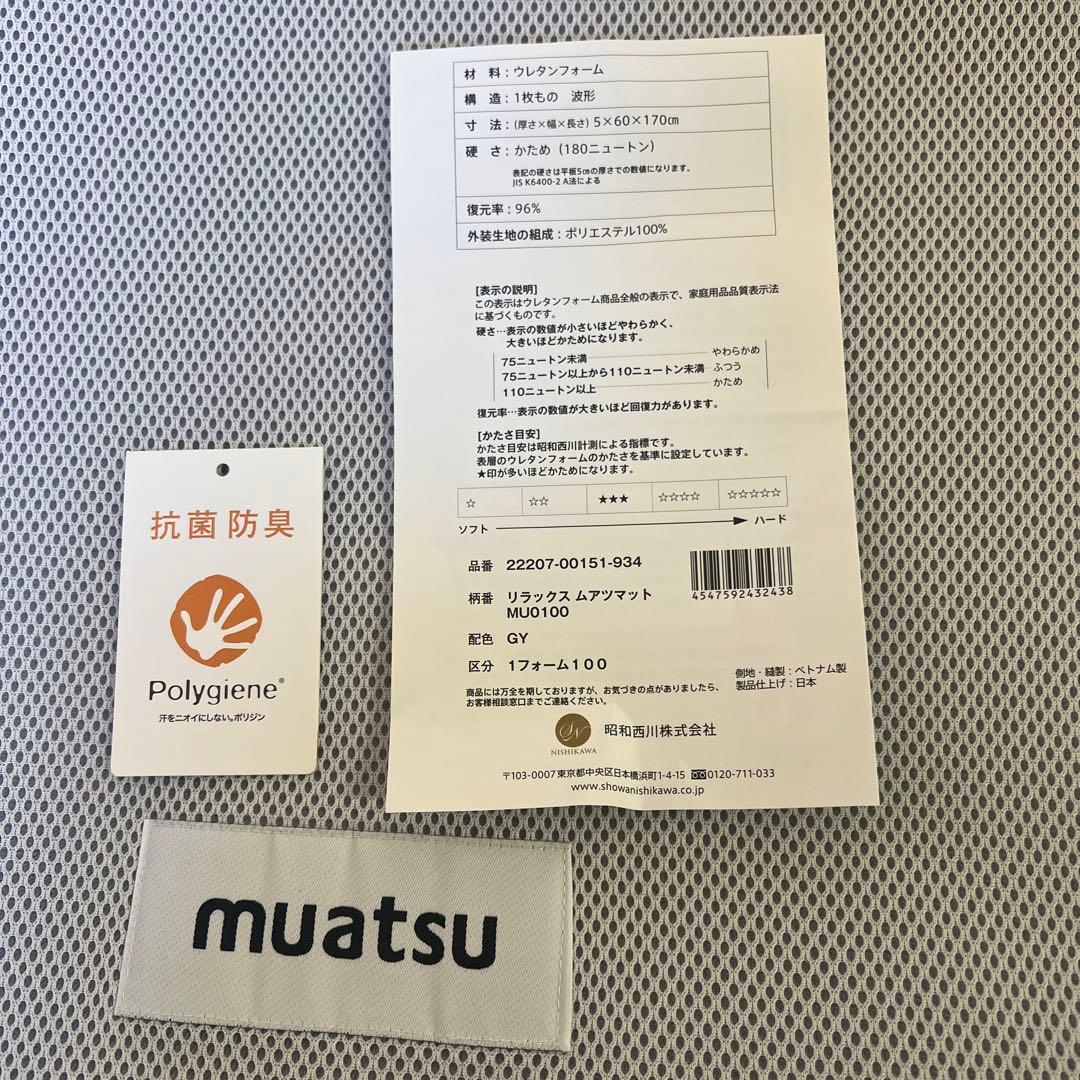 材　料：ウレタンフォーム
構　造：1枚もの　波形
寸　法：(厚さ×幅×長さ) 5×60×170㎝
硬　さ：かため（180ニュートン）
表記の硬さは平板5㎝の厚さでの数値になります。
JIS K6400-2 A法による
復元率：96%
外装生地の組成：ポリエステル100%
[表示の説明]
この表示はウレタンフォーム商品全般の表示で、家庭用品品質表示法
に基づくものです。
硬さ…表示の数値が小さいほどやわらかく、
大きいほどかためになります。
75ニュートン未満 やわらかめ
75ニュートン以上から110ニュートン未満 ふつう
110ニュートン以上 かため
復元率…表示の数値が大きいほど回復力があります。
[かたさ目安]
かたさ目安は昭和西川計測による指標です。
表層のウレタンフォームのかたさを基準に設定しています。
★印が多いほどかためになります。
☆ ☆☆ ★★★ ☆☆☆☆ ☆☆☆☆☆
ソフト ハード
品番 22207-00151-934
4547592432438
柄番 リラックス ムアツマット
MU0100
配色 GY
区分 1フォーム100
側地・縫製：ベトナム製
製品仕上げ：日本
商品には万全を期しておりますが、お気づきの点がありましたら、
お客様相談窓口までご連絡ください。
SN
NISHIKAWA
昭和西川株式会社
〒103-0007 東京都中央区日本橋浜町1-4-15 0120-711-033
www.showanishikawa.co.jp
抗菌防臭
Polygiene®
汗をニオイにしない。ポリジン
muatsu